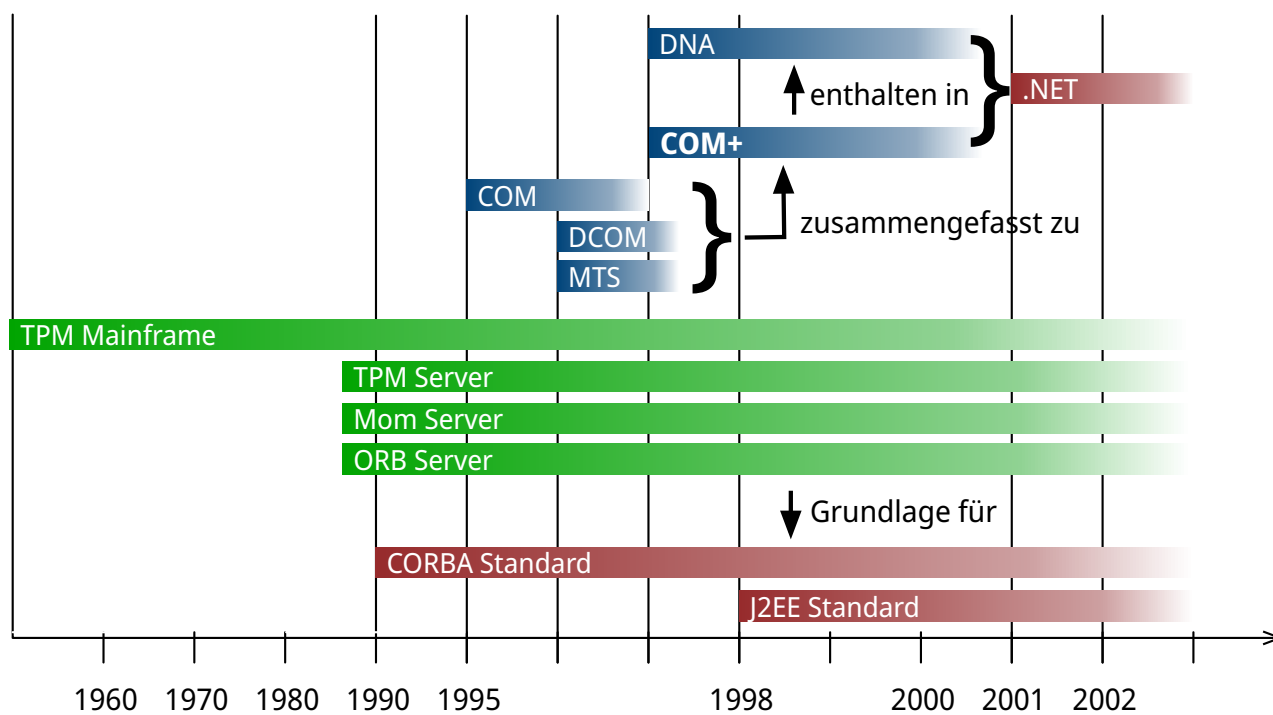 DNA
enthalten in
.NET
COM+
COM
zusammengefasst zu
DCOM
MTS
TPM Mainframe
TPM Server
Mom Server
ORB Server
Grundlage für
CORBA Standard
J2EE Standard
1960 1970 1980 1990 1995 1998 2000 2001 2002